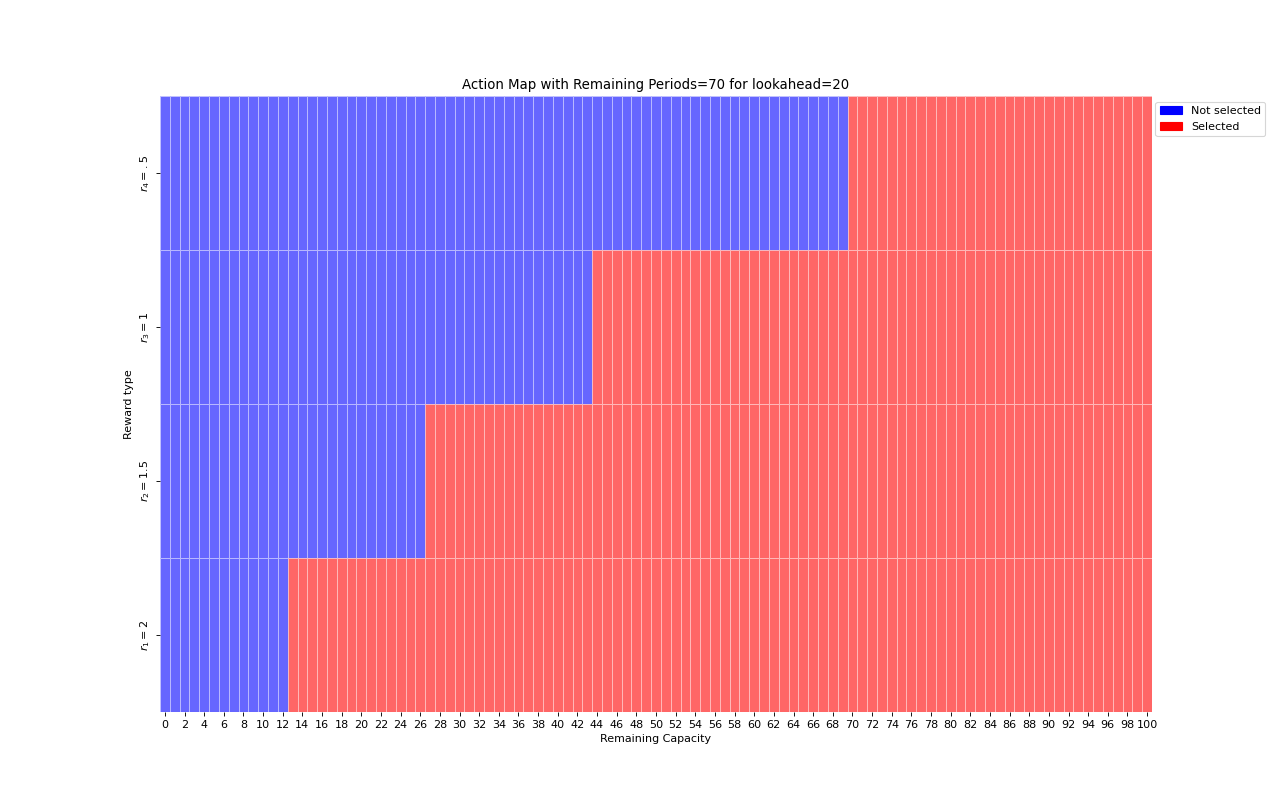 Action Map with Remaining Periods=70 for lookahead=20
Not selected
Selected
r₄ = .5
r₃ = 1
r₂ = 1.5
r₁ = 2
Reward type
0 2 4 6 8 10 12 14 16 18 20 22 24 26 28 30 32 34 36 38 40 42 44 46 48 50 52 54 56 58 60 62 64 66 68 70 72 74 76 78 80 82 84 86 88 90 92 94 96 98 100
Remaining Capacity